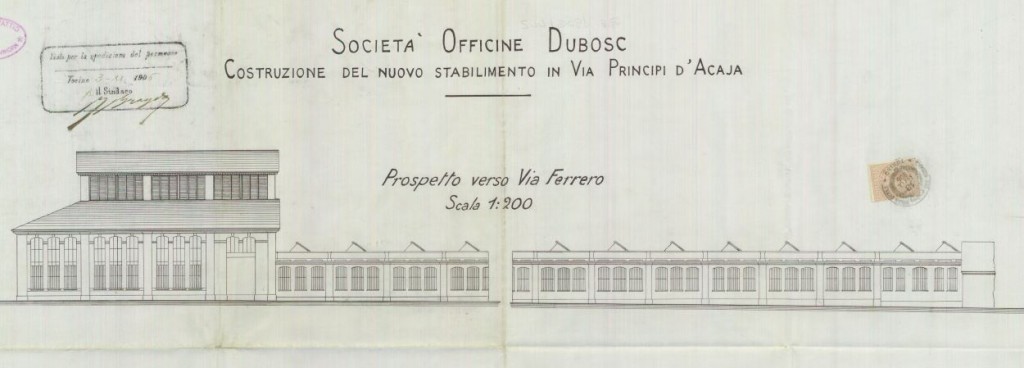 SOCIETA' OFFICINE DUBOSC
COSTRUZIONE DEL NUOVO STABILIMENTO IN VIA PRINCIPI D'ACAJA
Visto per la spedizione del permesso
Torino
il Sindaco
Prospetto verso Via Ferrero
Scala 1:200